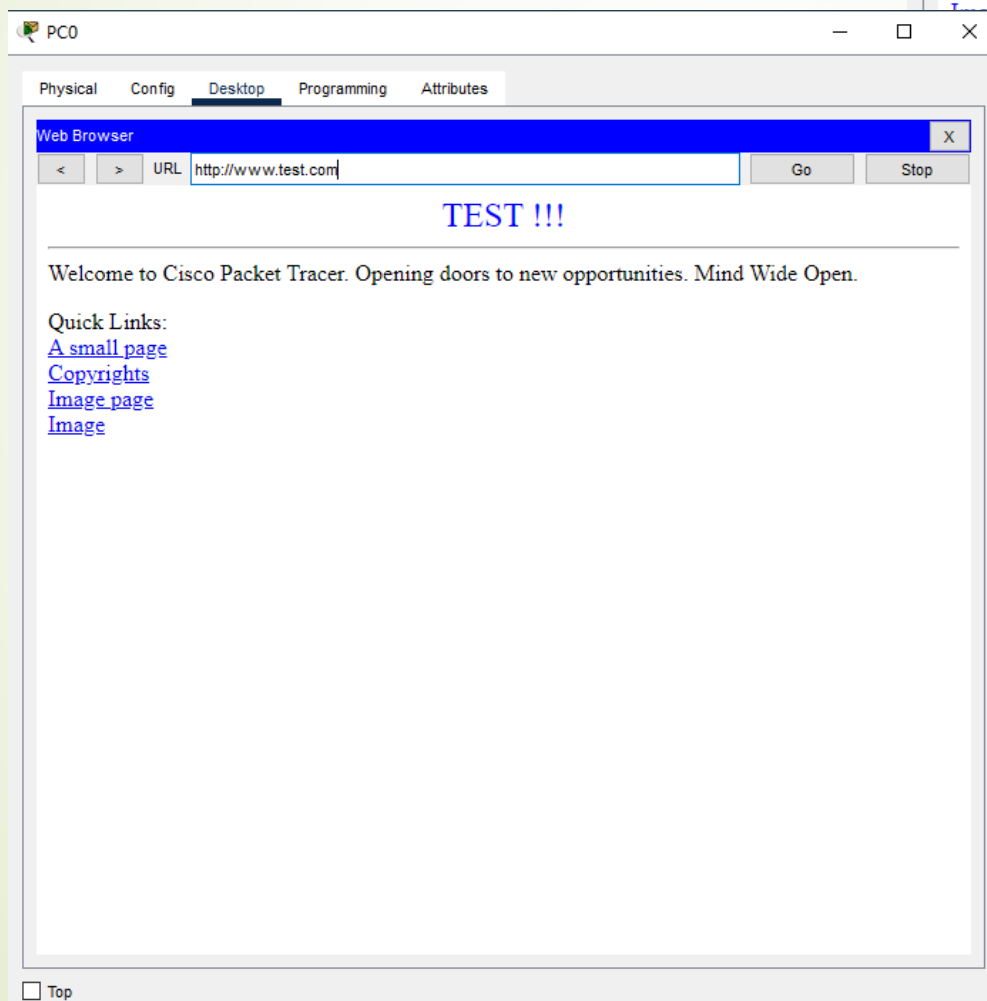 PC0
Physical Config Desktop Programming Attributes
Web Browser X
< > URL http://www.test.com Go Stop
TEST !!!
Welcome to Cisco Packet Tracer. Opening doors to new opportunities. Mind Wide Open.
Quick Links:
A small page
Copyrights
Image page
Image
Top